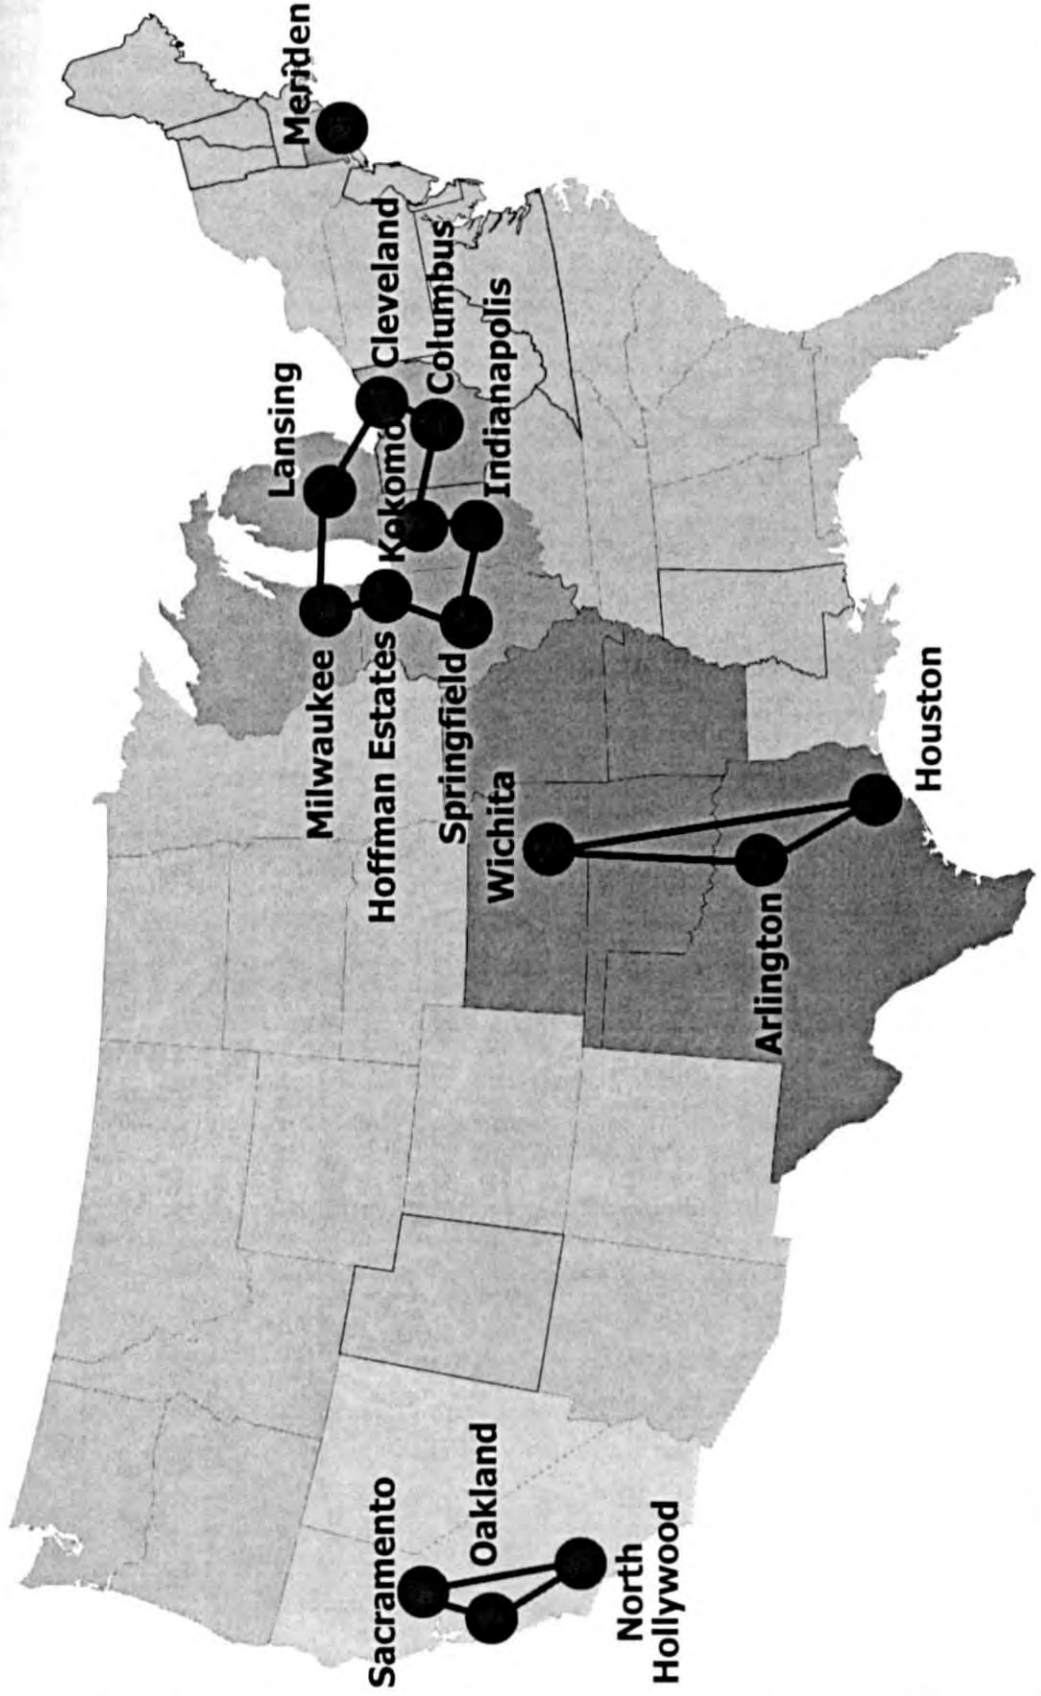 Meriden
Lansing
Cleveland
Columbus
Kokomo
Indianapolis
Milwaukee
Hoffman Estates
Springfield
Wichita
Arlington
Houston
Sacramento
Oakland
North
Hollywood